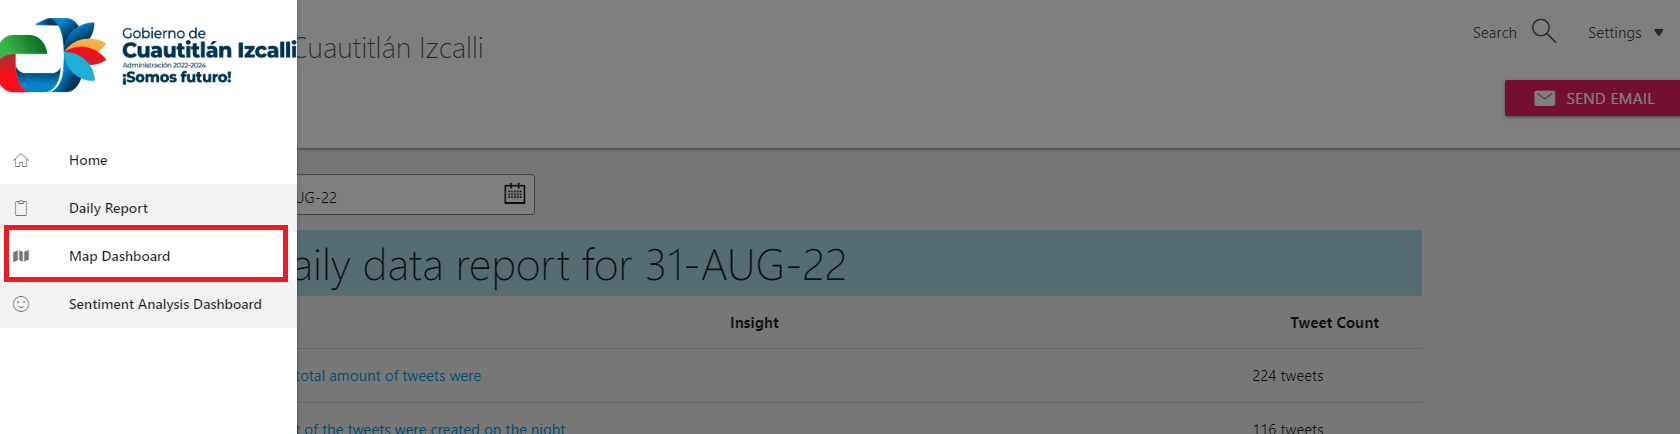 Gobierno de
Cuautitlán Izcalli
Administración 2022-2024
¡Somos futuro!
Home
Daily Report
Map Dashboard
Sentiment Analysis Dashboard
Cuautitlán Izcalli
Search
Settings
SEND EMAIL
UG-22
aily data report for 31-AUG-22
Insight
Tweet Count
total amount of tweets were
224 tweets
t of the tweets were created on the night
116 tweets